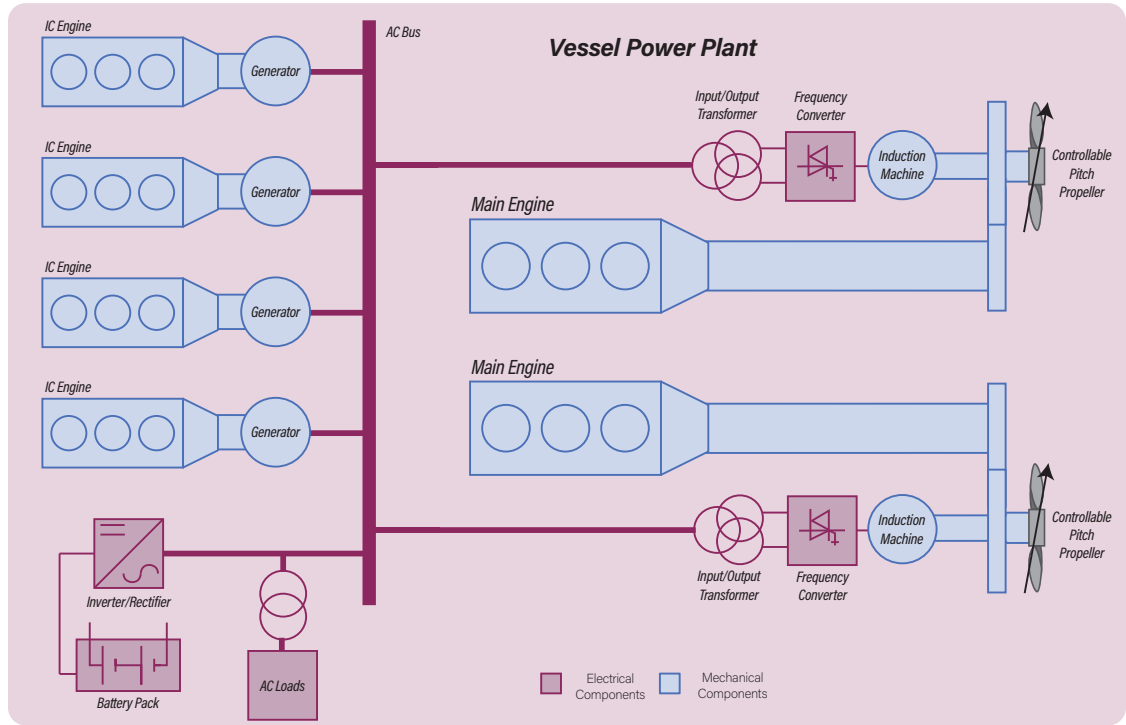 Vessel Power Plant
IC Engine
Generator
AC Bus
IC Engine
Generator
IC Engine
Generator
IC Engine
Generator
Input/Output
Transformer
Frequency
Converter
Induction
Machine
Controllable
Pitch
Propeller
Main Engine
Main Engine
Input/Output
Transformer
Frequency
Converter
Induction
Machine
Controllable
Pitch
Propeller
Inverter/Rectifier
Battery Pack
AC Loads
Electrical
Components
Mechanical
Components